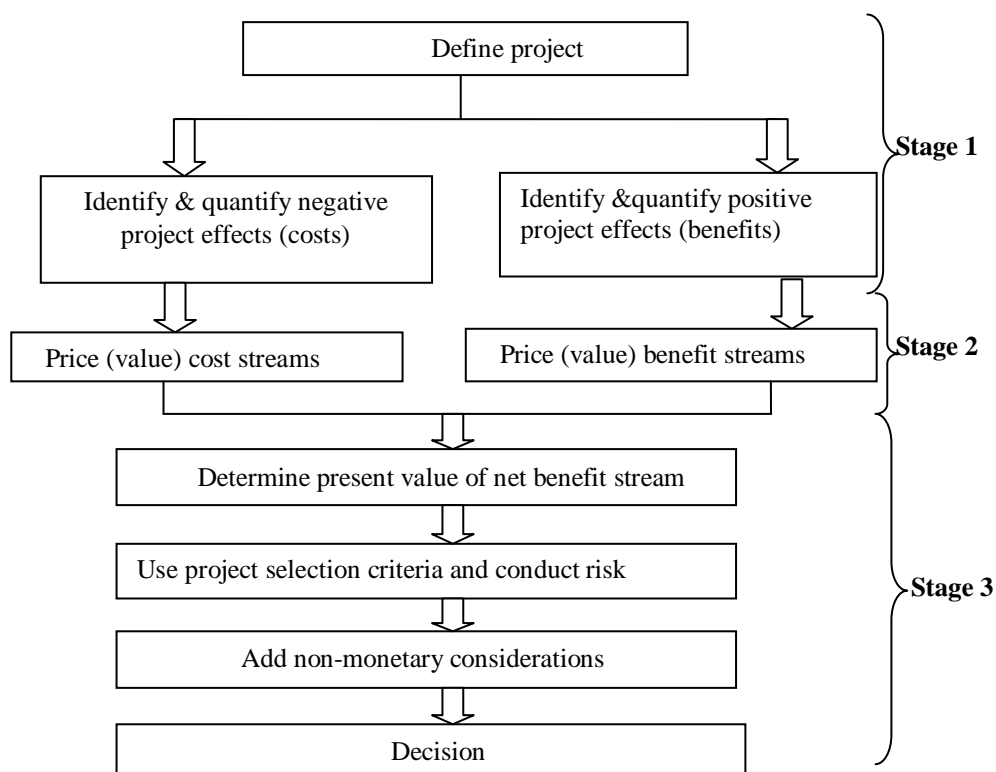 Define project
Stage 1
Identify & quantify negative
project effects (costs)
Identify &quantify positive
project effects (benefits)
Stage 2
Price (value) cost streams
Price (value) benefit streams
Determine present value of net benefit stream
Use project selection criteria and conduct risk
Stage 3
Add non-monetary considerations
Decision